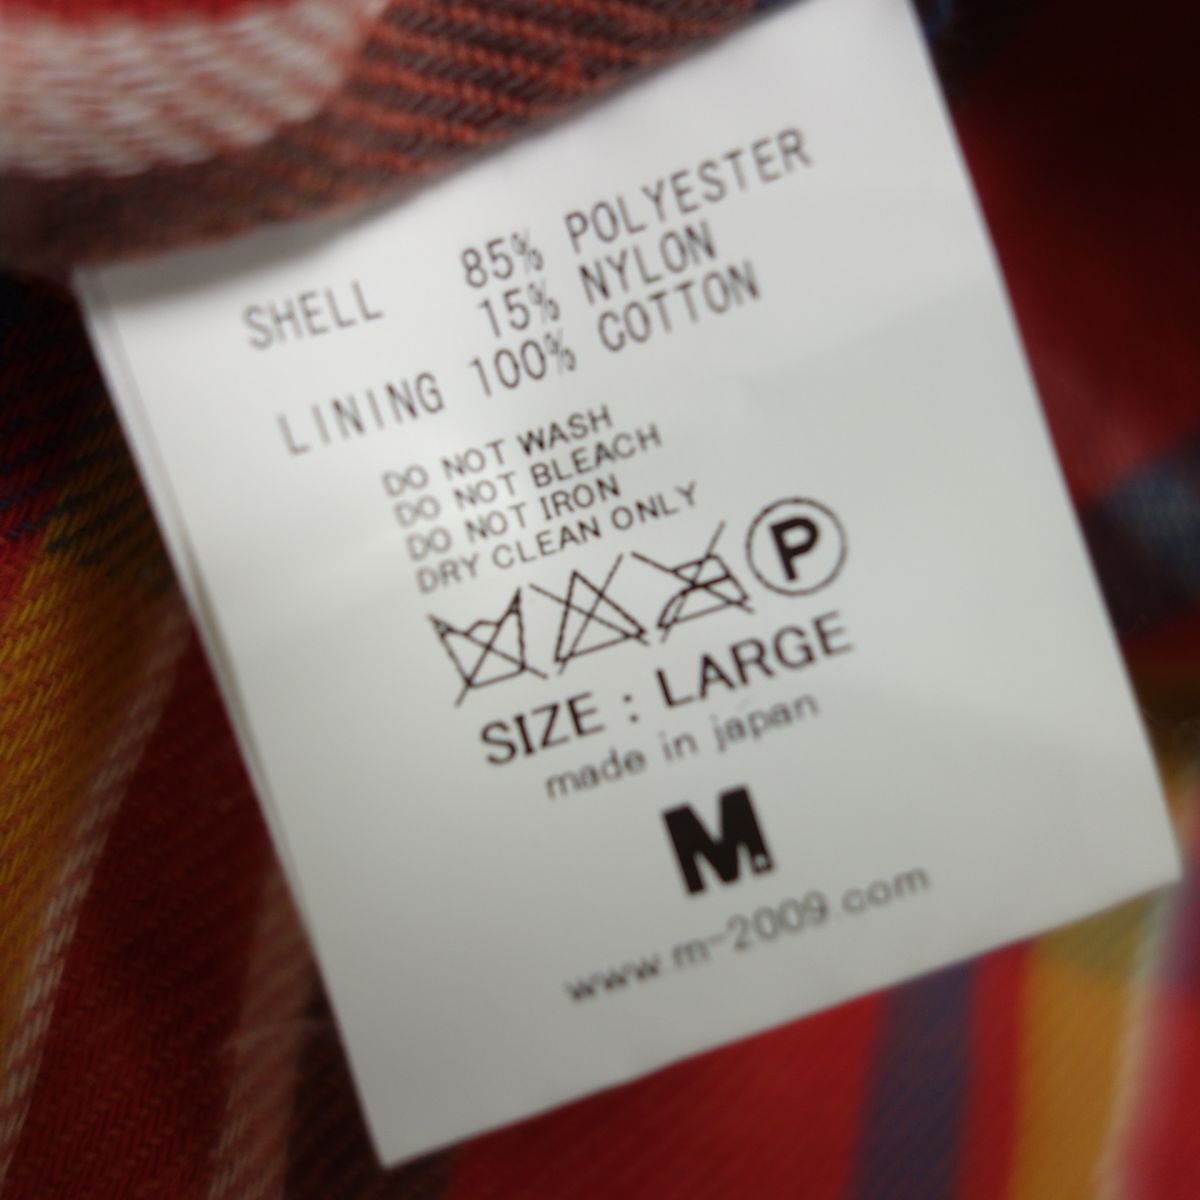 SHELL 85% POLYESTER
15% NYLON
LINING 100% COTTON
DO NOT WASH
DO NOT BLEACH
DO NOT IRON
DRY CLEAN ONLY
P
SIZE : LARGE
made in japan
M
www.m-2009.com